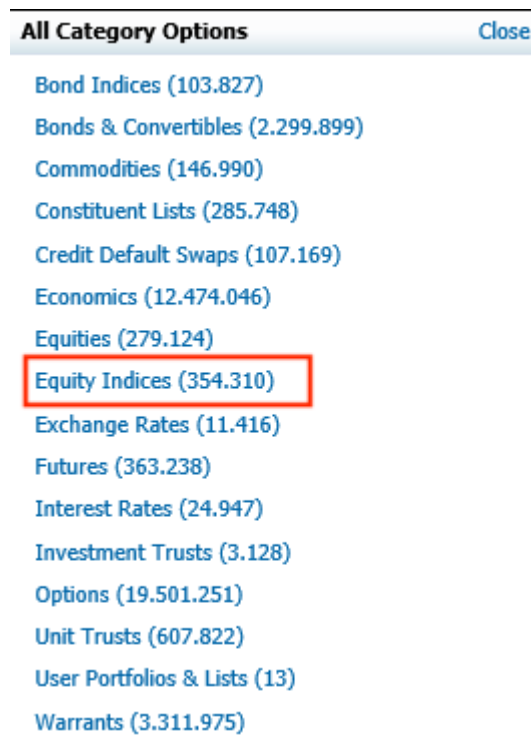 All Category Options Close
Bond Indices (103.827)
Bonds & Convertibles (2.299.899)
Commodities (146.990)
Constituent Lists (285.748)
Credit Default Swaps (107.169)
Economics (12.474.046)
Equities (279.124)
Equity Indices (354.310)
Exchange Rates (11.416)
Futures (363.238)
Interest Rates (24.947)
Investment Trusts (3.128)
Options (19.501.251)
Unit Trusts (607.822)
User Portfolios & Lists (13)
Warrants (3.311.975)